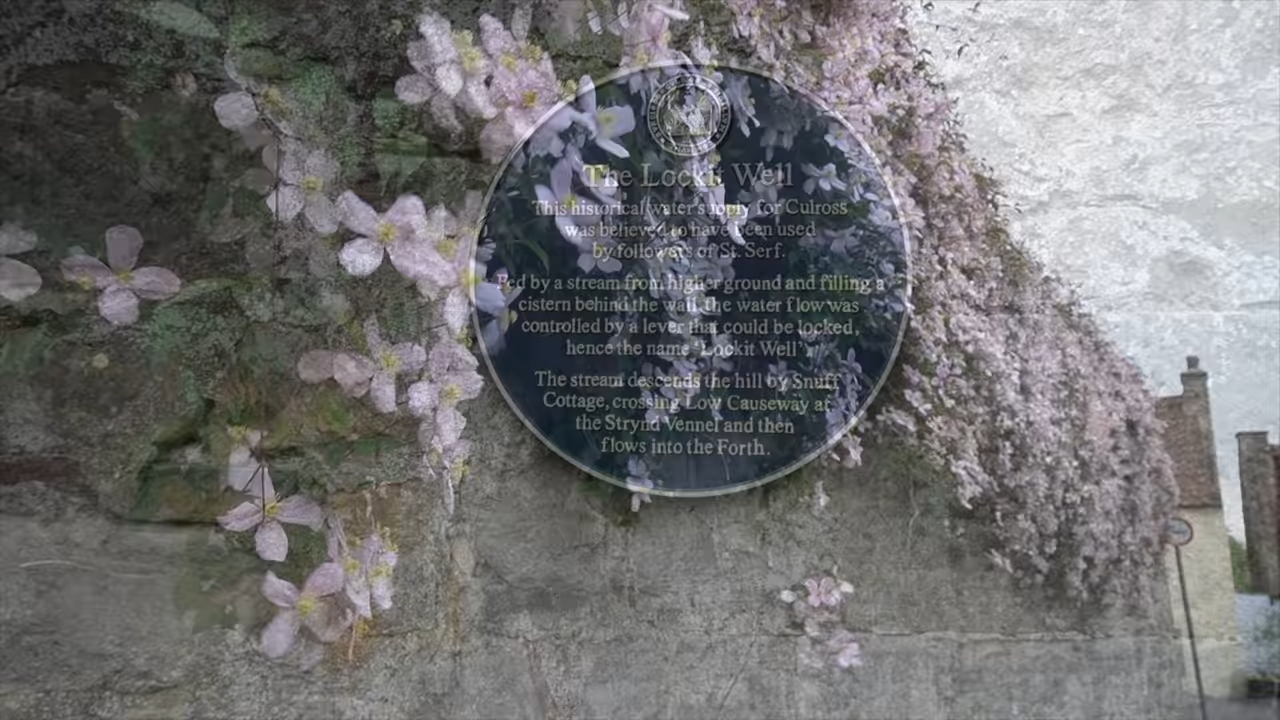 The Lockit Well
This historical water supply for Culross
was believed to have been used
by followers of St. Serf.
Fed by a stream from higher ground and filling a
cistern behind the wall, the water flow was
controlled by a lever that could be locked,
hence the name 'Lockit Well'.
The stream descends the hill by Snuff
Cottage, crossing Low Causeway at
the Strynd Vennel and then
flows into the Forth.